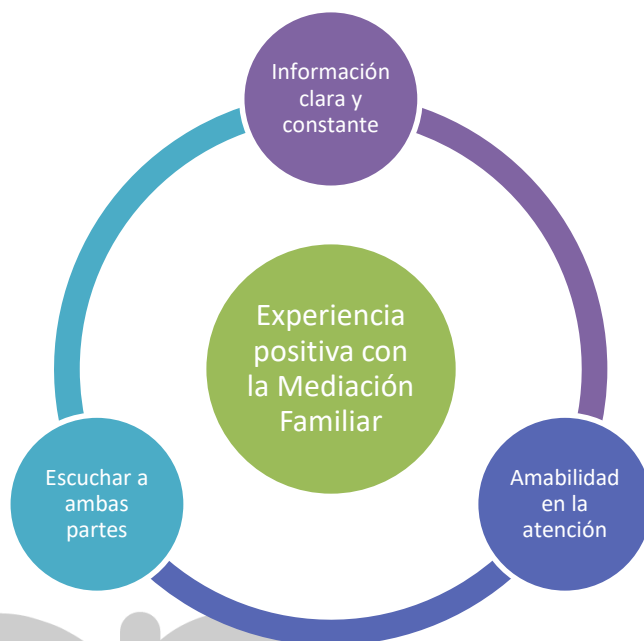 Información
clara y
constante
Experiencia
positiva con
la Mediación
Familiar
Escuchar a
ambas
partes
Amabilidad
en la
atención